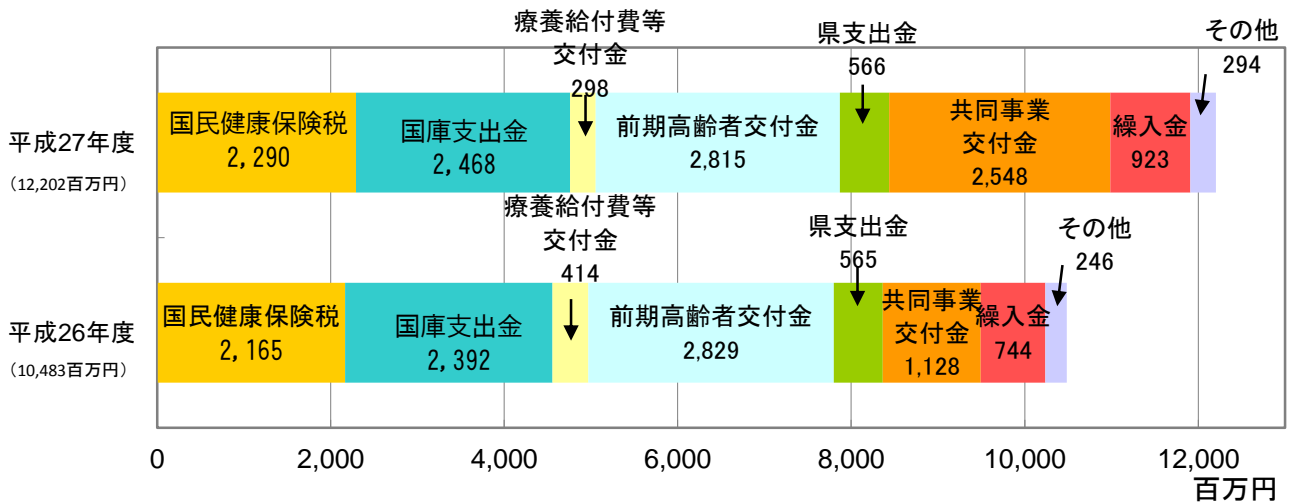 療養給付費等
交付金
298
県支出金
566
その他
294
平成27年度
（12,202百万円）
国民健康保険税
2,290
国庫支出金
2,468
前期高齢者交付金
2,815
共同事業
交付金
2,548
繰入金
923
療養給付費等
交付金
414
県支出金
565
その他
246
平成26年度
（10,483百万円）
国民健康保険税
2,165
国庫支出金
2,392
前期高齢者交付金
2,829
共同事業
交付金
1,128
繰入金
744
0 2,000 4,000 6,000 8,000 10,000 12,000
百万円